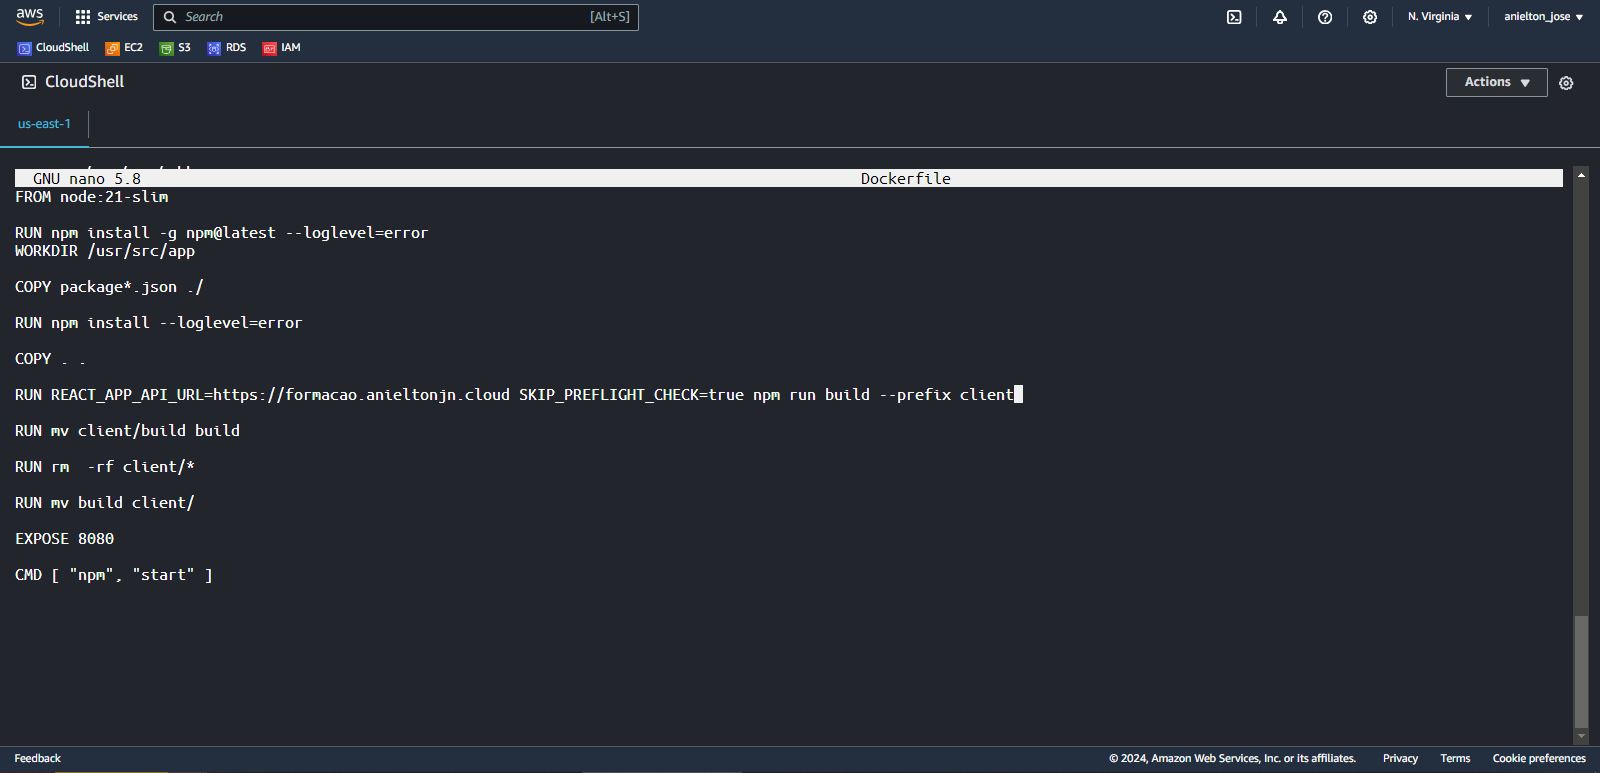 aws Services Search [Alt+S] N. Virginia ▼ anielton_jose ▼
CloudShell EC2 S3 RDS IAM
CloudShell Actions ▼
us-east-1
GNU nano 5.8 Dockerfile
FROM node:21-slim
RUN npm install -g npm@latest --loglevel=error
WORKDIR /usr/src/app
COPY package*.json ./
RUN npm install --loglevel=error
COPY . .
RUN REACT_APP_API_URL=https://formacao.anieltonjn.cloud SKIP_PREFLIGHT_CHECK=true npm run build --prefix client
RUN mv client/build build
RUN rm  -rf client/*
RUN mv build client/
EXPOSE 8080
CMD [ "npm", "start" ]
Feedback © 2024, Amazon Web Services, Inc. or its affiliates. Privacy Terms Cookie preferences